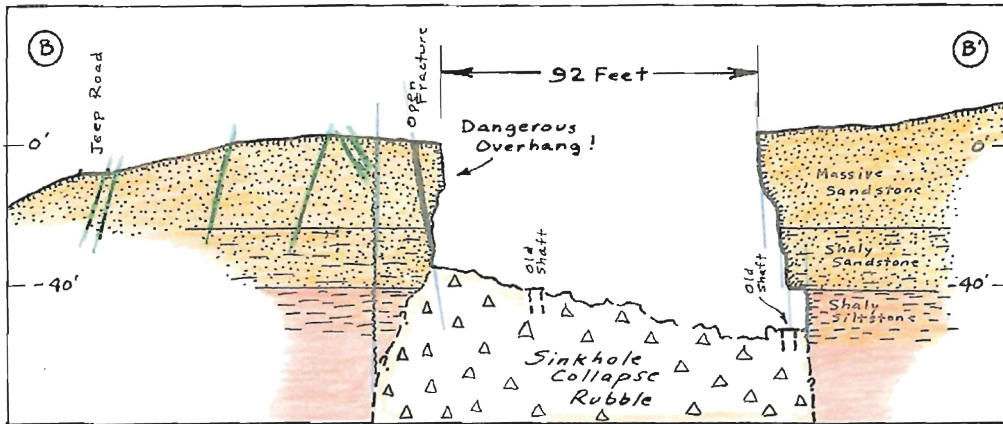 B
B'
Jeep Road
Open
Fracture
92 Feet
Dangerous
Overhang!
0'
0'
Massive
Sandstone
Shaly
Sandstone
Old
Shaft
Old
Shaft
-40'
-40'
Shaly
Siltstone
?
?
?
Sinkhole
Collapse
Rubble